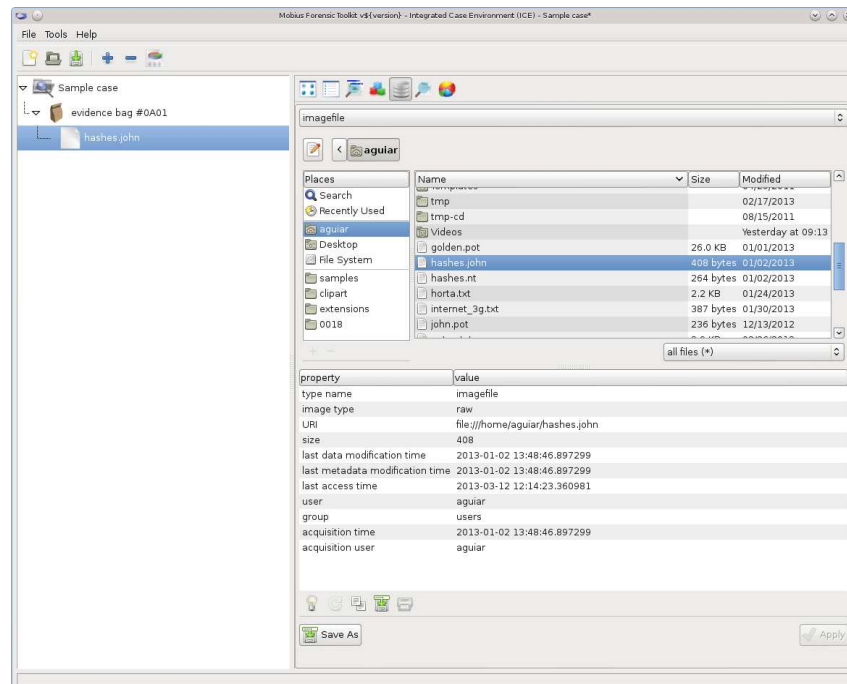 Mobius Forensic Toolkit v${version} - Integrated Case Environment (ICE) - Sample case*
File Tools Help
Sample case
evidence bag #0A01
hashes.john
imagefile
aguiar
Places
Search
Recently Used
aguiar
Desktop
File System
samples
clipart
extensions
0018
Name Size Modified
tmp 02/17/2013
tmp-cd 08/15/2011
Videos Yesterday at 09:13
golden.pot 26.0 KB 01/01/2013
hashes.john 408 bytes 01/02/2013
hashes.nt 264 bytes 01/02/2013
horta.txt 2.2 KB 01/24/2013
internet_3g.txt 387 bytes 01/30/2013
john.pot 236 bytes 12/13/2012
all files (*)
property value
type name imagefile
image type raw
URI file:///home/aguiar/hashes.john
size 408
last data modification time 2013-01-02 13:48:46.897299
last metadata modification time 2013-01-02 13:48:46.897299
last access time 2013-03-12 12:14:23.360981
user aguiar
group users
acquisition time 2013-01-02 13:48:46.897299
acquisition user aguiar
Save As
Apply